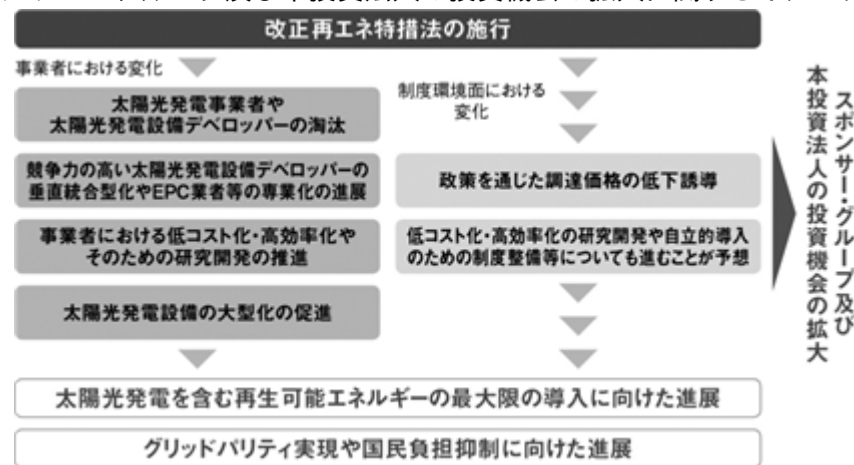 改正再エネ特措法の施行
事業者における変化
太陽光発電事業者や
太陽光発電設備デベロッパーの淘汰
競争力の高い太陽光発電設備デベロッパーの
垂直統合型化やEPC業者等の専業化の進展
事業者における低コスト化・高効率化や
そのための研究開発の推進
太陽光発電設備の大型化の促進
制度環境面における
変化
政策を通じた調達価格の低下誘導
低コスト化・高効率化の研究開発や自立的導入
のための制度整備等についても進むことが予想
太陽光発電を含む再生可能エネルギーの最大限の導入に向けた進展
グリッドパリティ実現や国民負担抑制に向けた進展
スポンサー・グループ及び
本投資法人の投資機会の拡大